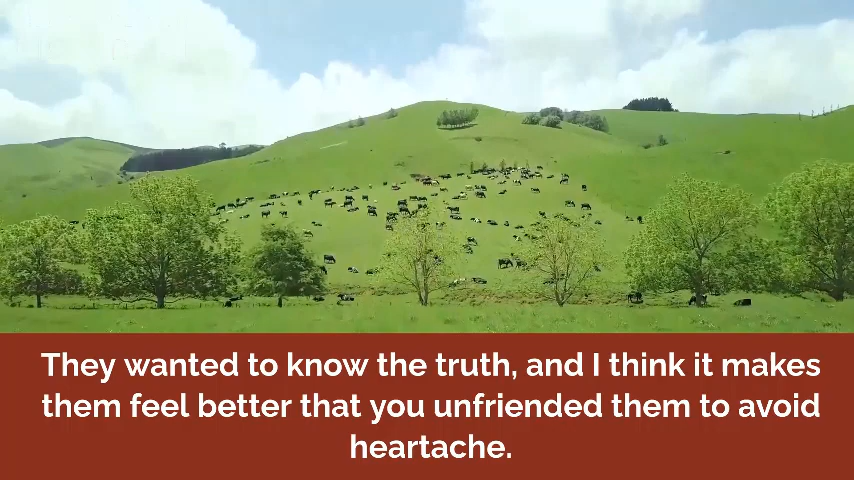 They wanted to know the truth, and I think it makes
them feel better that you unfriended them to avoid
heartache.